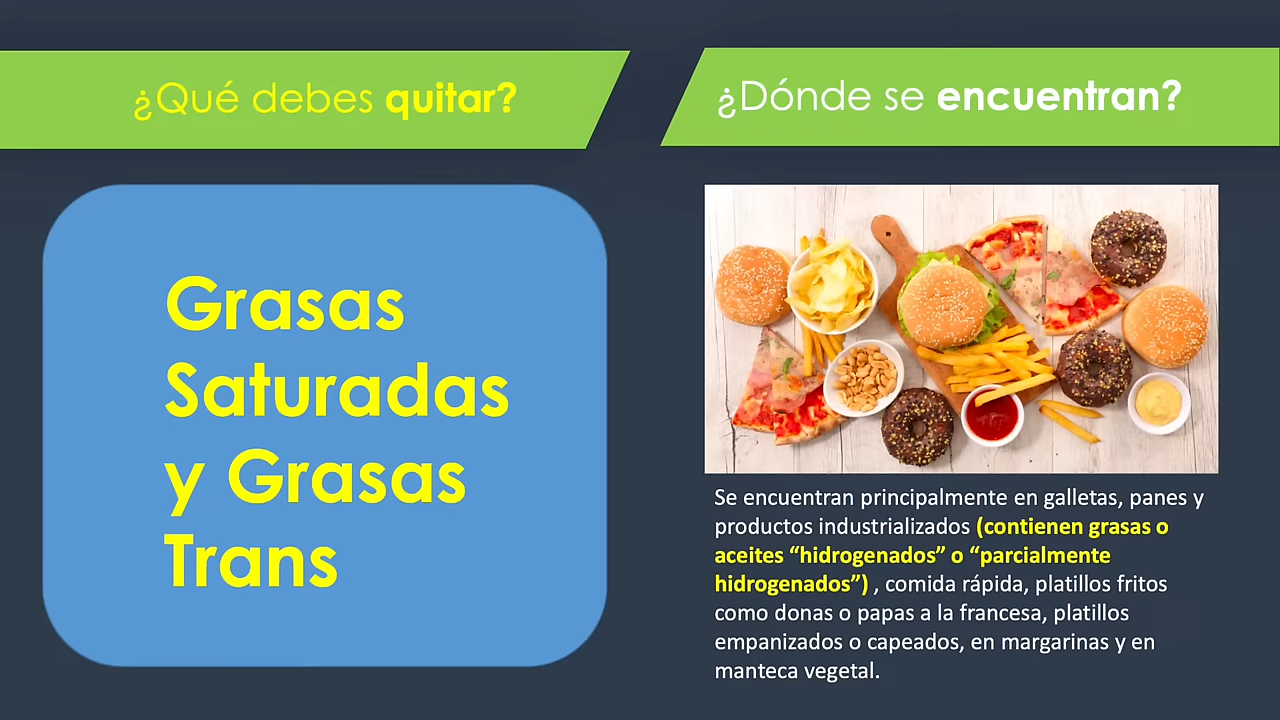 ¿Qué debes quitar?
Grasas
Saturadas
y Grasas
Trans
¿Dónde se encuentran?
Se encuentran principalmente en galletas, panes y
productos industrializados (contienen grasas o
aceites “hidrogenados” o “parcialmente
hidrogenados”) , comida rápida, platillos fritos
como donas o papas a la francesa, platillos
empanizados o capeados, en margarinas y en
manteca vegetal.